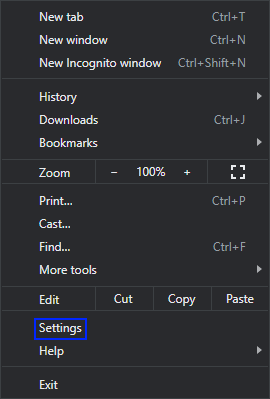 New tab Ctrl+T
New window Ctrl+N
New Incognito window Ctrl+Shift+N
History
Downloads Ctrl+J
Bookmarks
Zoom − 100% +
Print... Ctrl+P
Cast...
Find... Ctrl+F
More tools
Edit Cut Copy Paste
Settings
Help
Exit